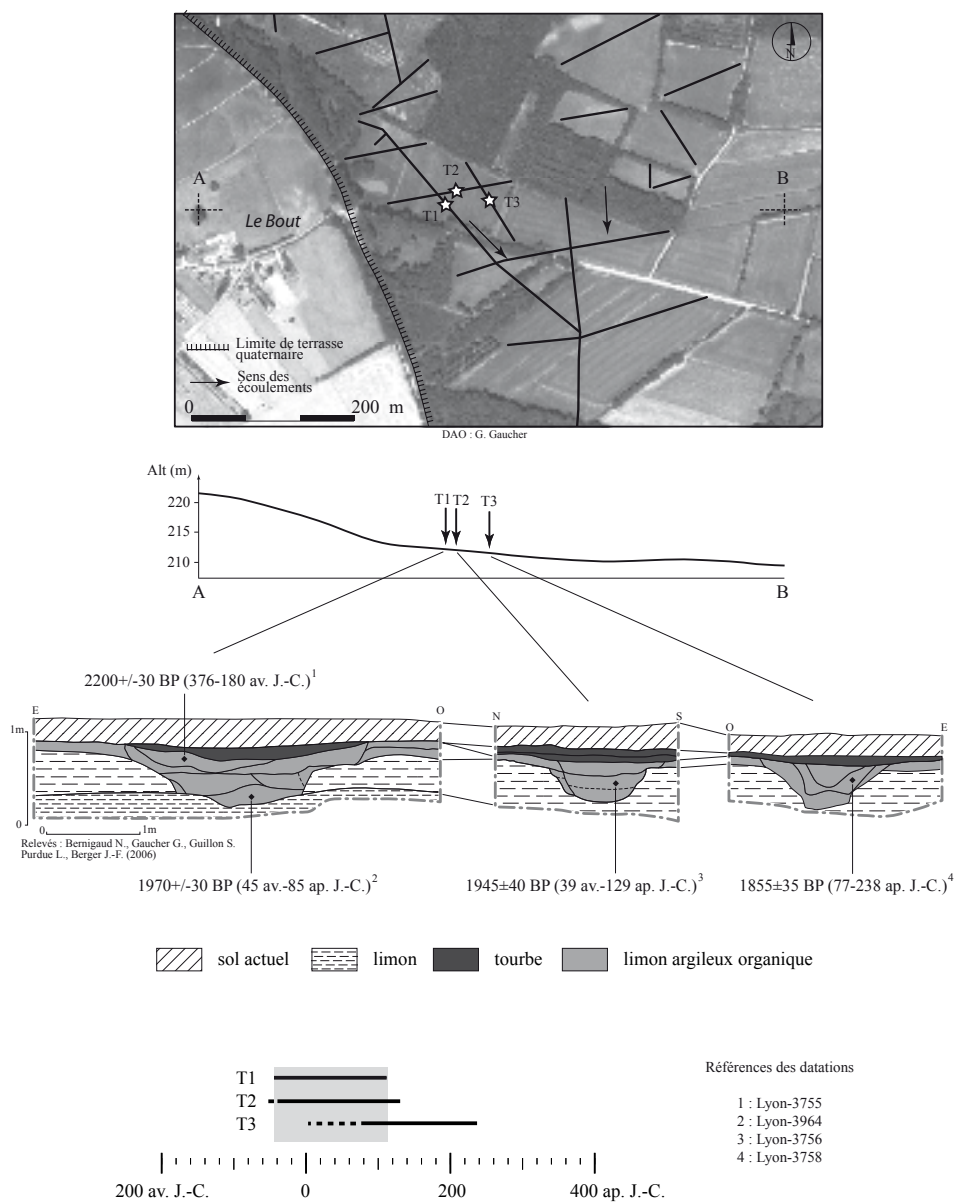 N
A
B
Le Bout
T2
T1
T3
Limite de terrasse
quaternaire
Sens des
écoulements
0 200 m
DAO : G. Gaucher
Alt (m)
220
215
210
T1 T2 T3
A B
2200+/-30 BP (376-180 av. J.-C.)1
E O N S O E
1m
0
0 1m
Relevés : Bernigaud N., Gaucher G., Guillon S.
Purdue L., Berger J.-F. (2006)
1970+/-30 BP (45 av.-85 ap. J.-C.)2
1945±40 BP (39 av.-129 ap. J.-C.)3
1855±35 BP (77-238 ap. J.-C.)4
sol actuel limon tourbe limon argileux organique
T1
T2
T3
200 av. J.-C. 0 200 400 ap. J.-C.
Références des datations
1 : Lyon-3755
2 : Lyon-3964
3 : Lyon-3756
4 : Lyon-3758